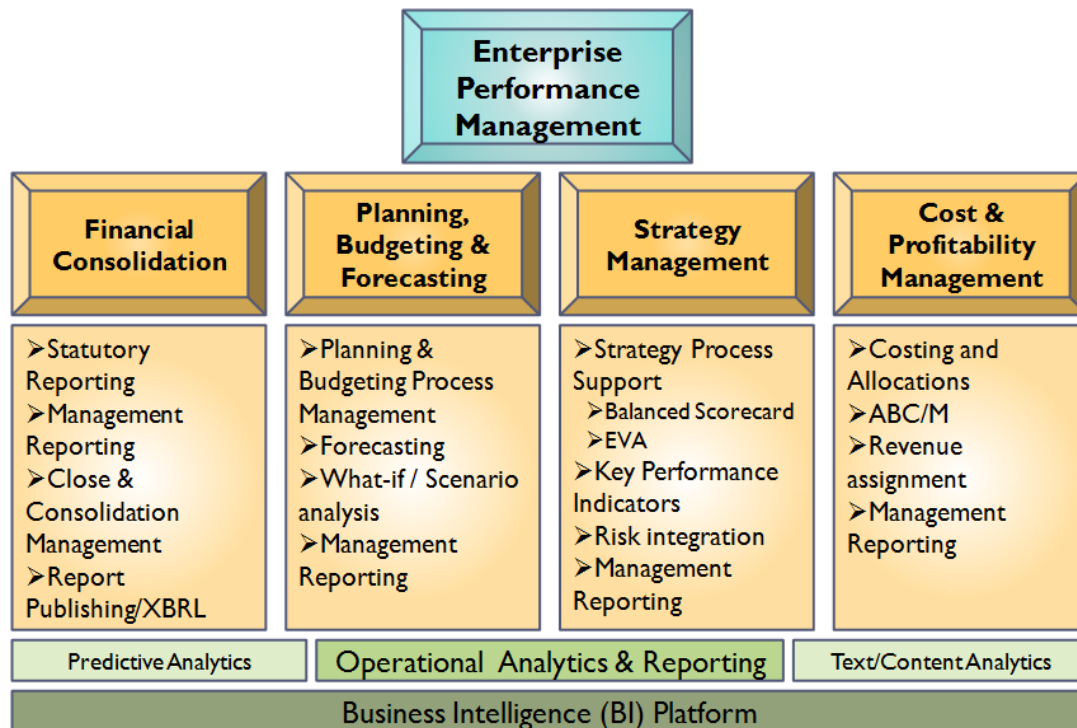 Enterprise
Performance
Management
Financial
Consolidation
Planning,
Budgeting &
Forecasting
Strategy
Management
Cost &
Profitability
Management
➢Statutory
Reporting
➢Management
Reporting
➢Close &
Consolidation
Management
➢Report
Publishing/XBRL
➢Planning &
Budgeting Process
Management
➢Forecasting
➢What-if / Scenario
analysis
➢Management
Reporting
➢Strategy Process
Support
➢Balanced Scorecard
➢EVA
➢Key Performance
Indicators
➢Risk integration
➢Management
Reporting
➢Costing and
Allocations
➢ABC/M
➢Revenue
assignment
➢Management
Reporting
Predictive Analytics
Operational Analytics & Reporting
Text/Content Analytics
Business Intelligence (BI) Platform